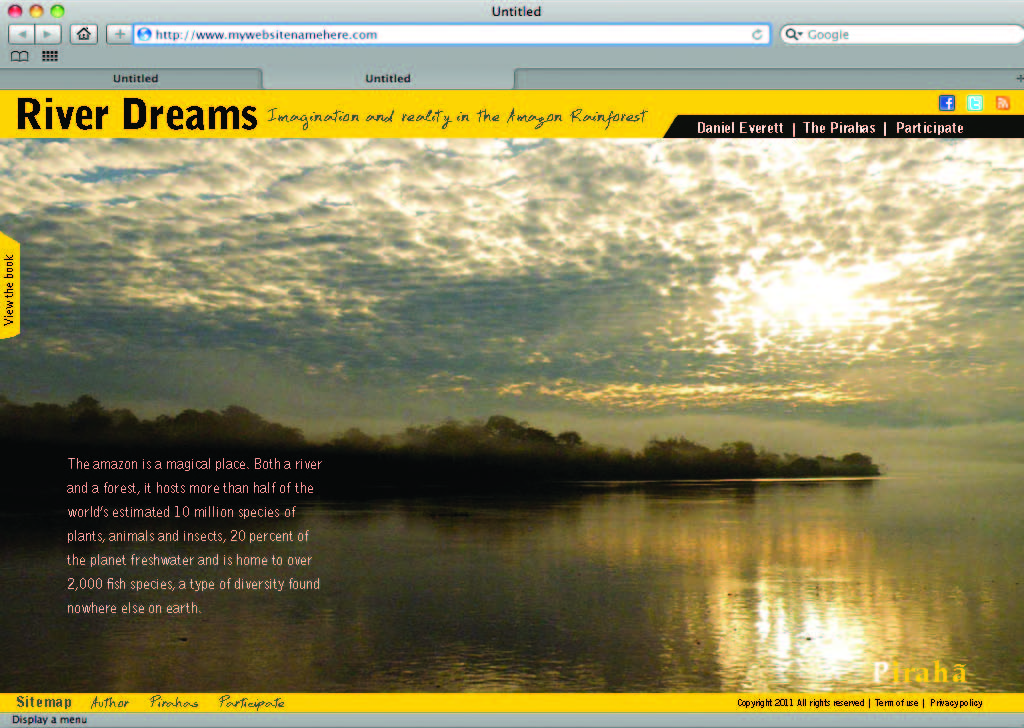 Untitled
http://www.mywebsitenamehere.com
Google
Untitled
Untitled
River Dreams Imagination and reality in the Amazon Rainforest
Daniel Everett | The Pirahas | Participate
View the book
The amazon is a magical place. Both a river
and a forest, it hosts more than half of the
world's estimated 10 million species of
plants, animals and insects, 20 percent of
the planet freshwater and is home to over
2,000 fish species, a type of diversity found
nowhere else on earth.
Pirahã
Sitemap Author Pirahas Participate
Copyright 2011 All rights reserved | Term of use | Privacy policy
Display a menu